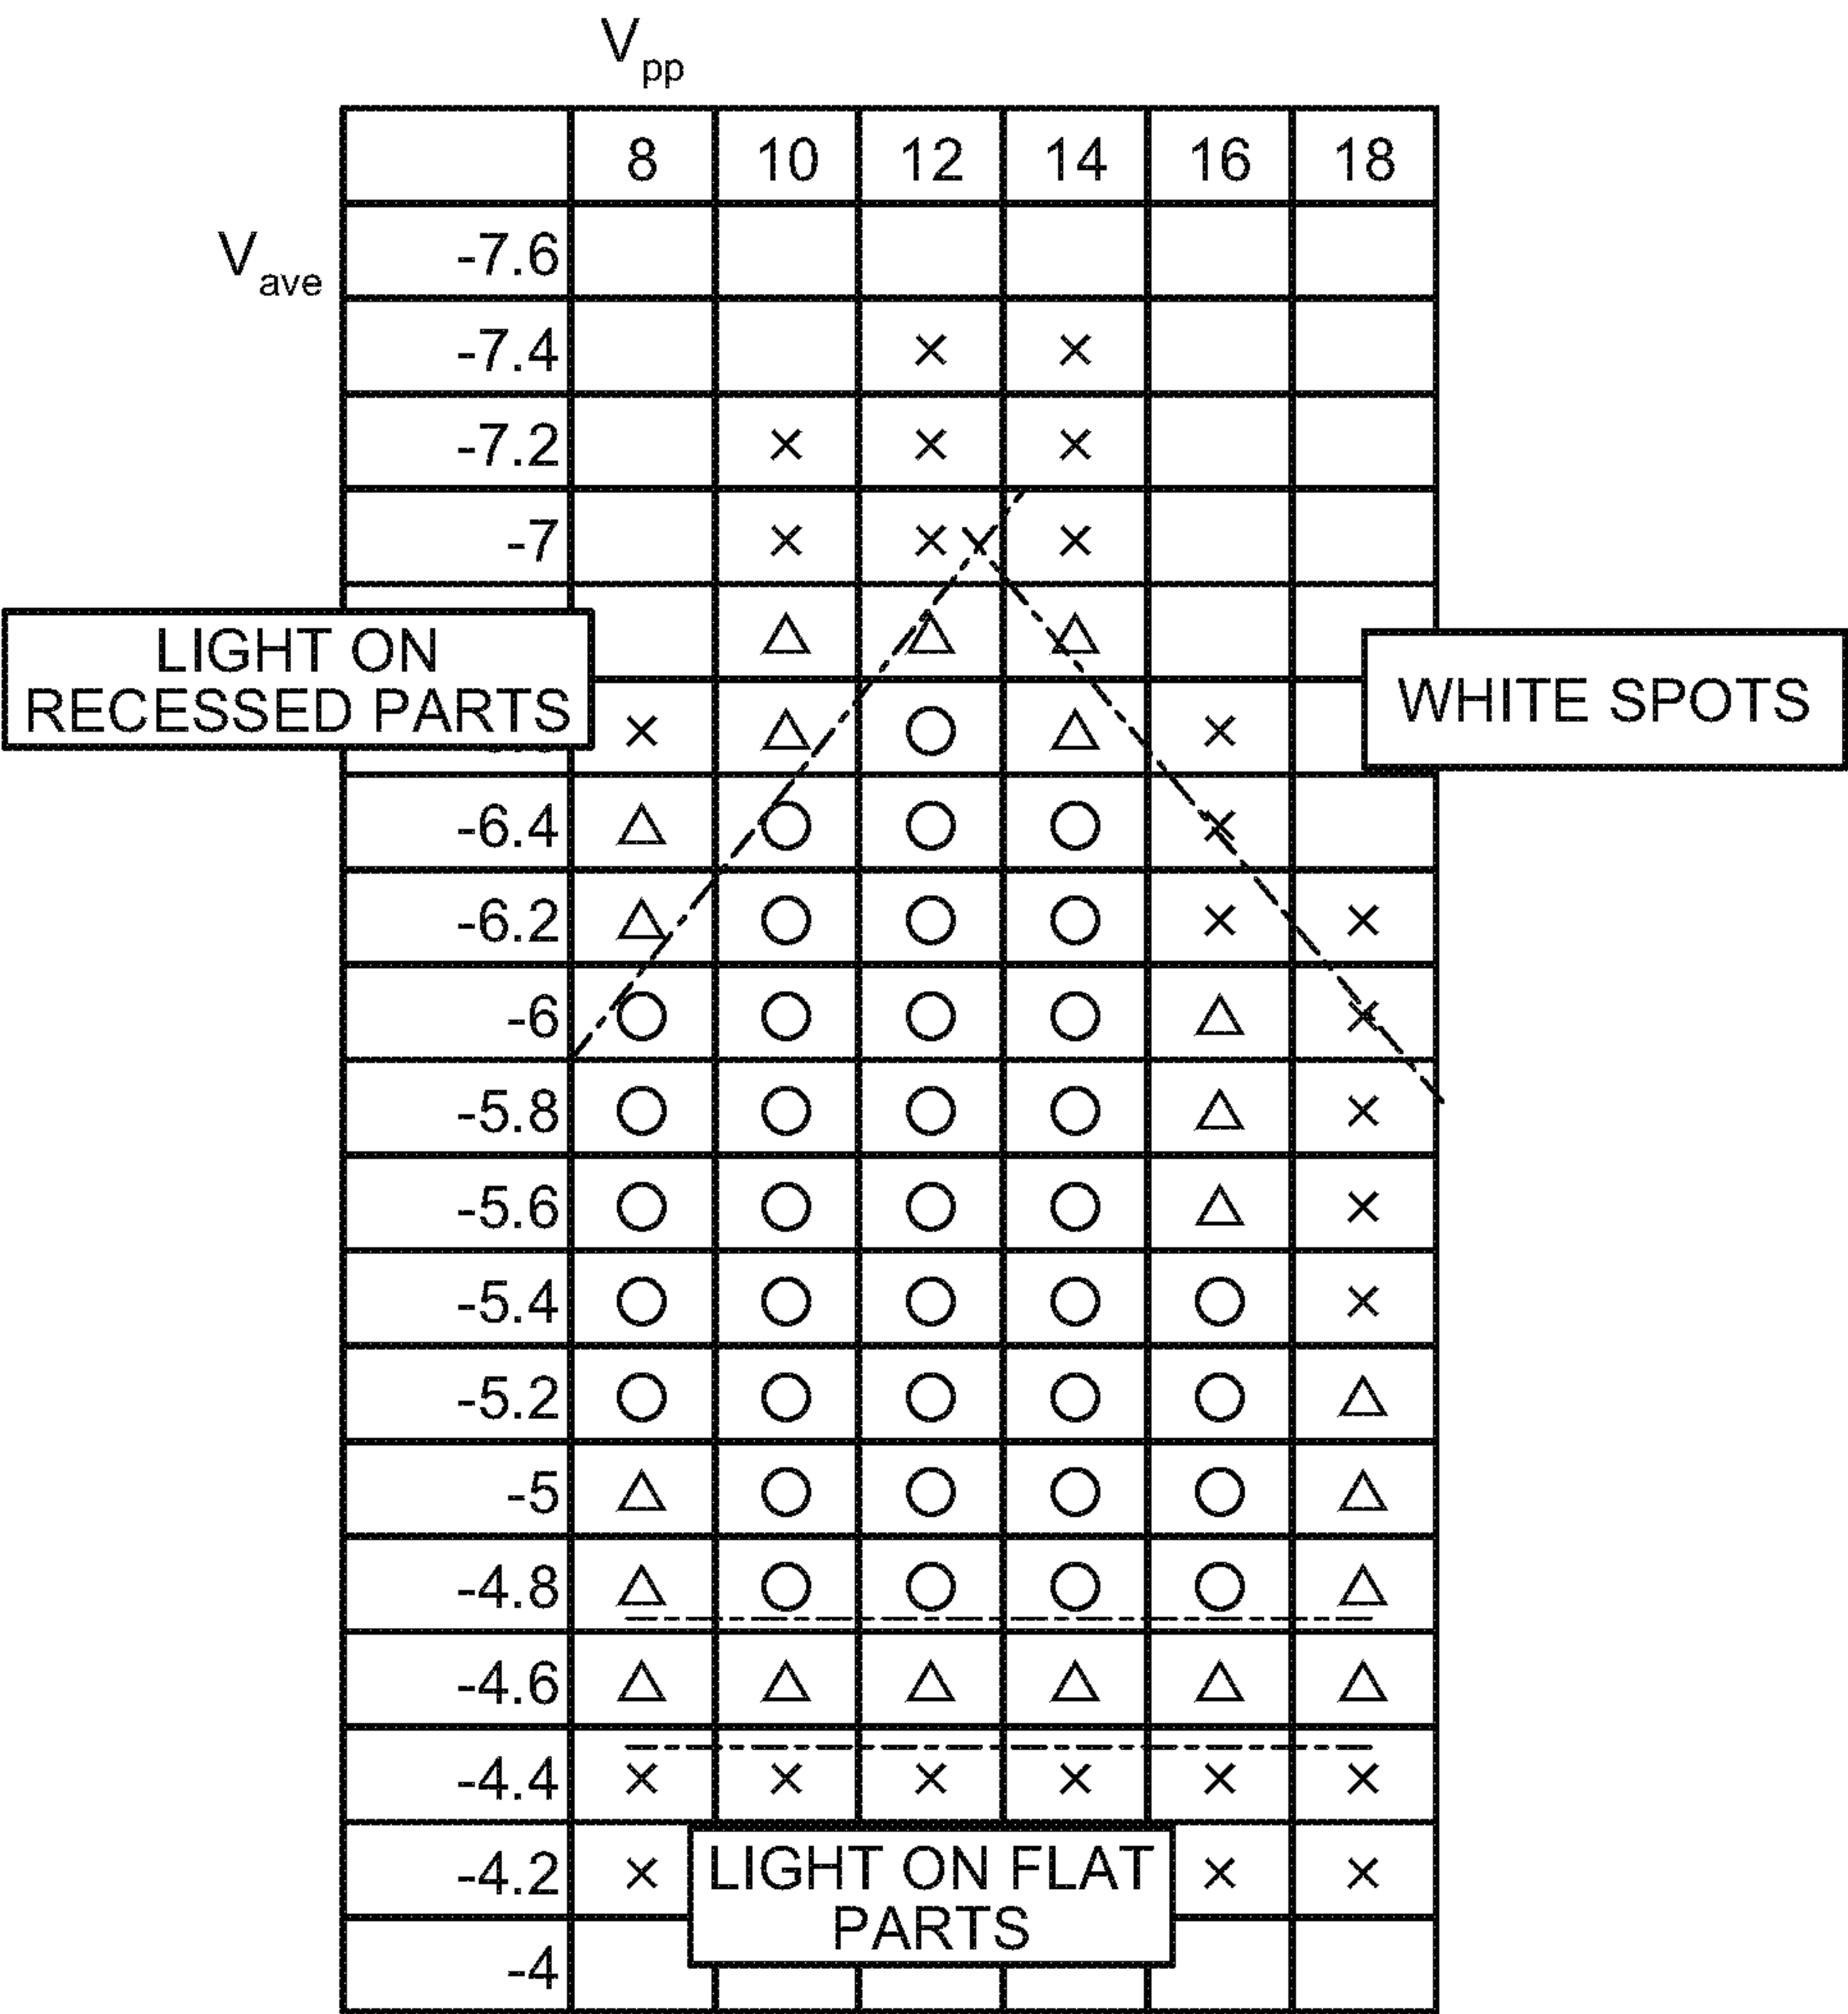 Vpp
8 10 12 14 16 18
Vave
-7.6
-7.4 × ×
-7.2 × × ×
-7 × × ×
△ △ △
LIGHT ON
RECESSED PARTS
WHITE SPOTS
× △ ○ △ ×
-6.4 △ ○ ○ ○ ×
-6.2 △ ○ ○ ○ × ×
-6 ○ ○ ○ ○ △ ×
-5.8 ○ ○ ○ ○ △ ×
-5.6 ○ ○ ○ ○ △ ×
-5.4 ○ ○ ○ ○ ○ ×
-5.2 ○ ○ ○ ○ ○ △
-5 △ ○ ○ ○ ○ △
-4.8 △ ○ ○ ○ ○ △
-4.6 △ △ △ △ △ △
-4.4 × × × × × ×
-4.2 × × ×
LIGHT ON FLAT
PARTS
-4